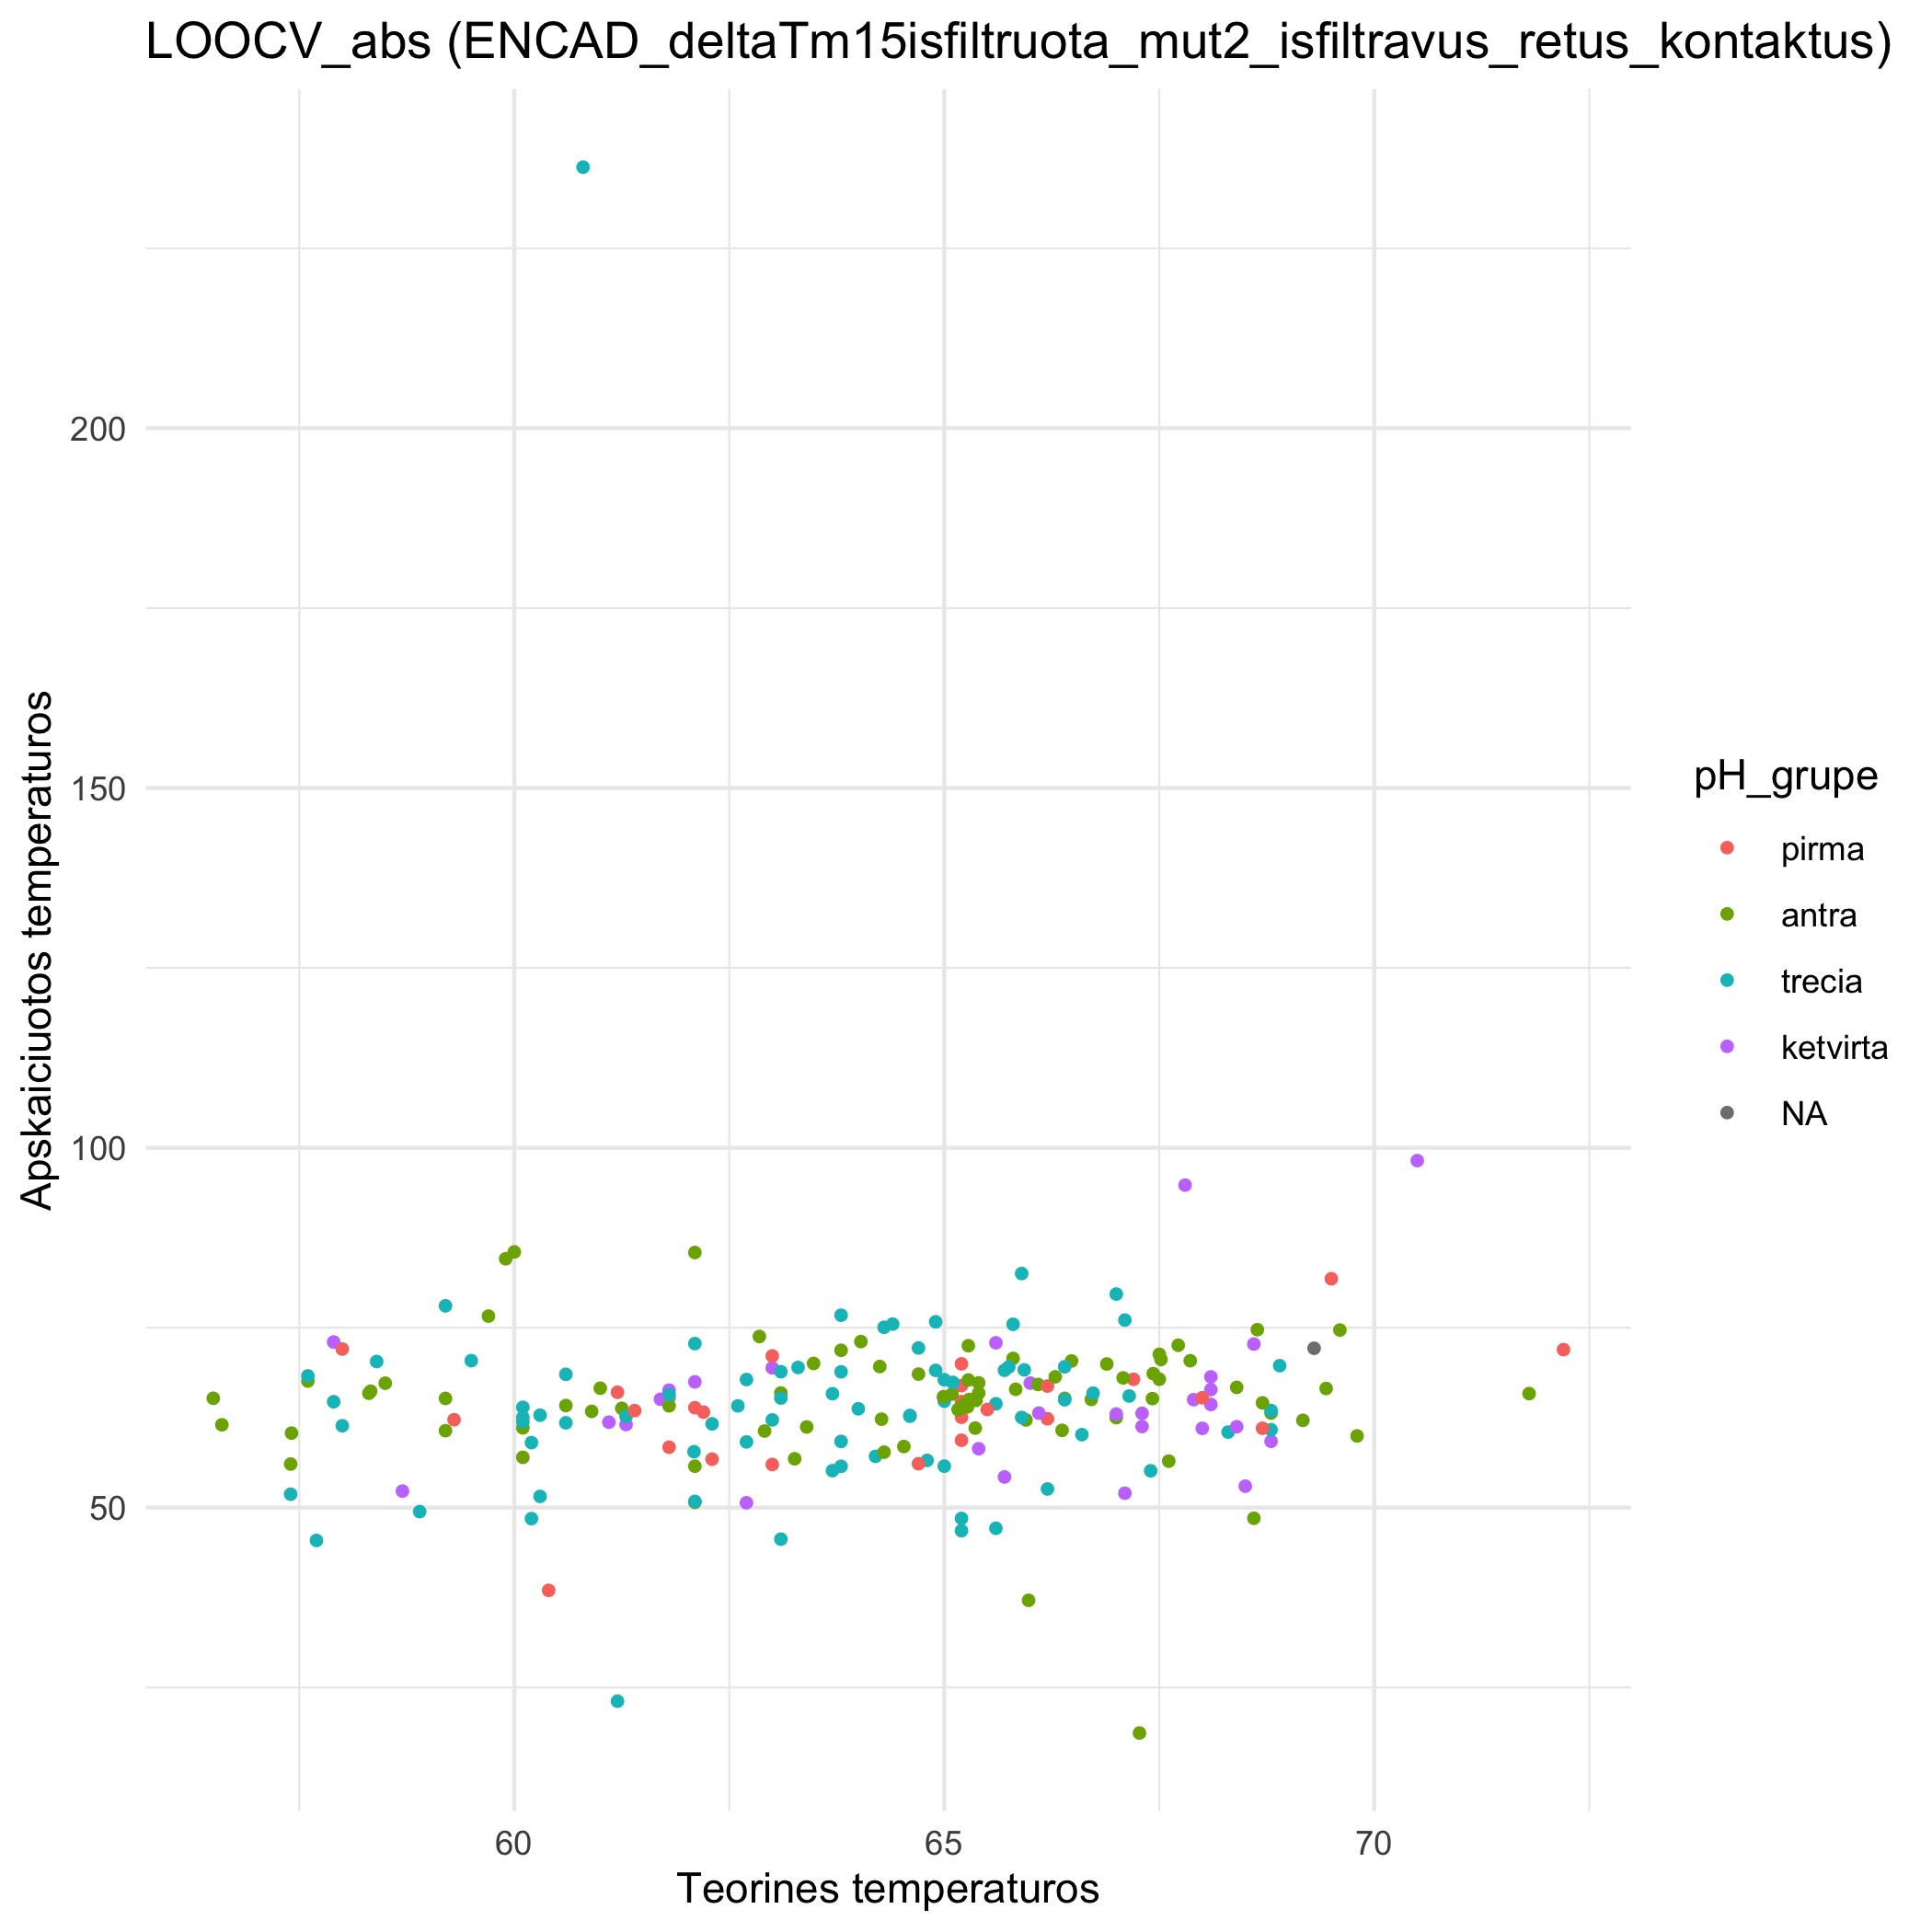 LOOCV_abs (ENCAD_deltaTm15isfiltruota_mut2_isfiltravus_retus_kontaktus)
200
150
100
50
Apskaiciuotos temperaturos
60
65
70
Teorines temperaturos
pH_grupe
pirma
antra
trecia
ketvirta
NA